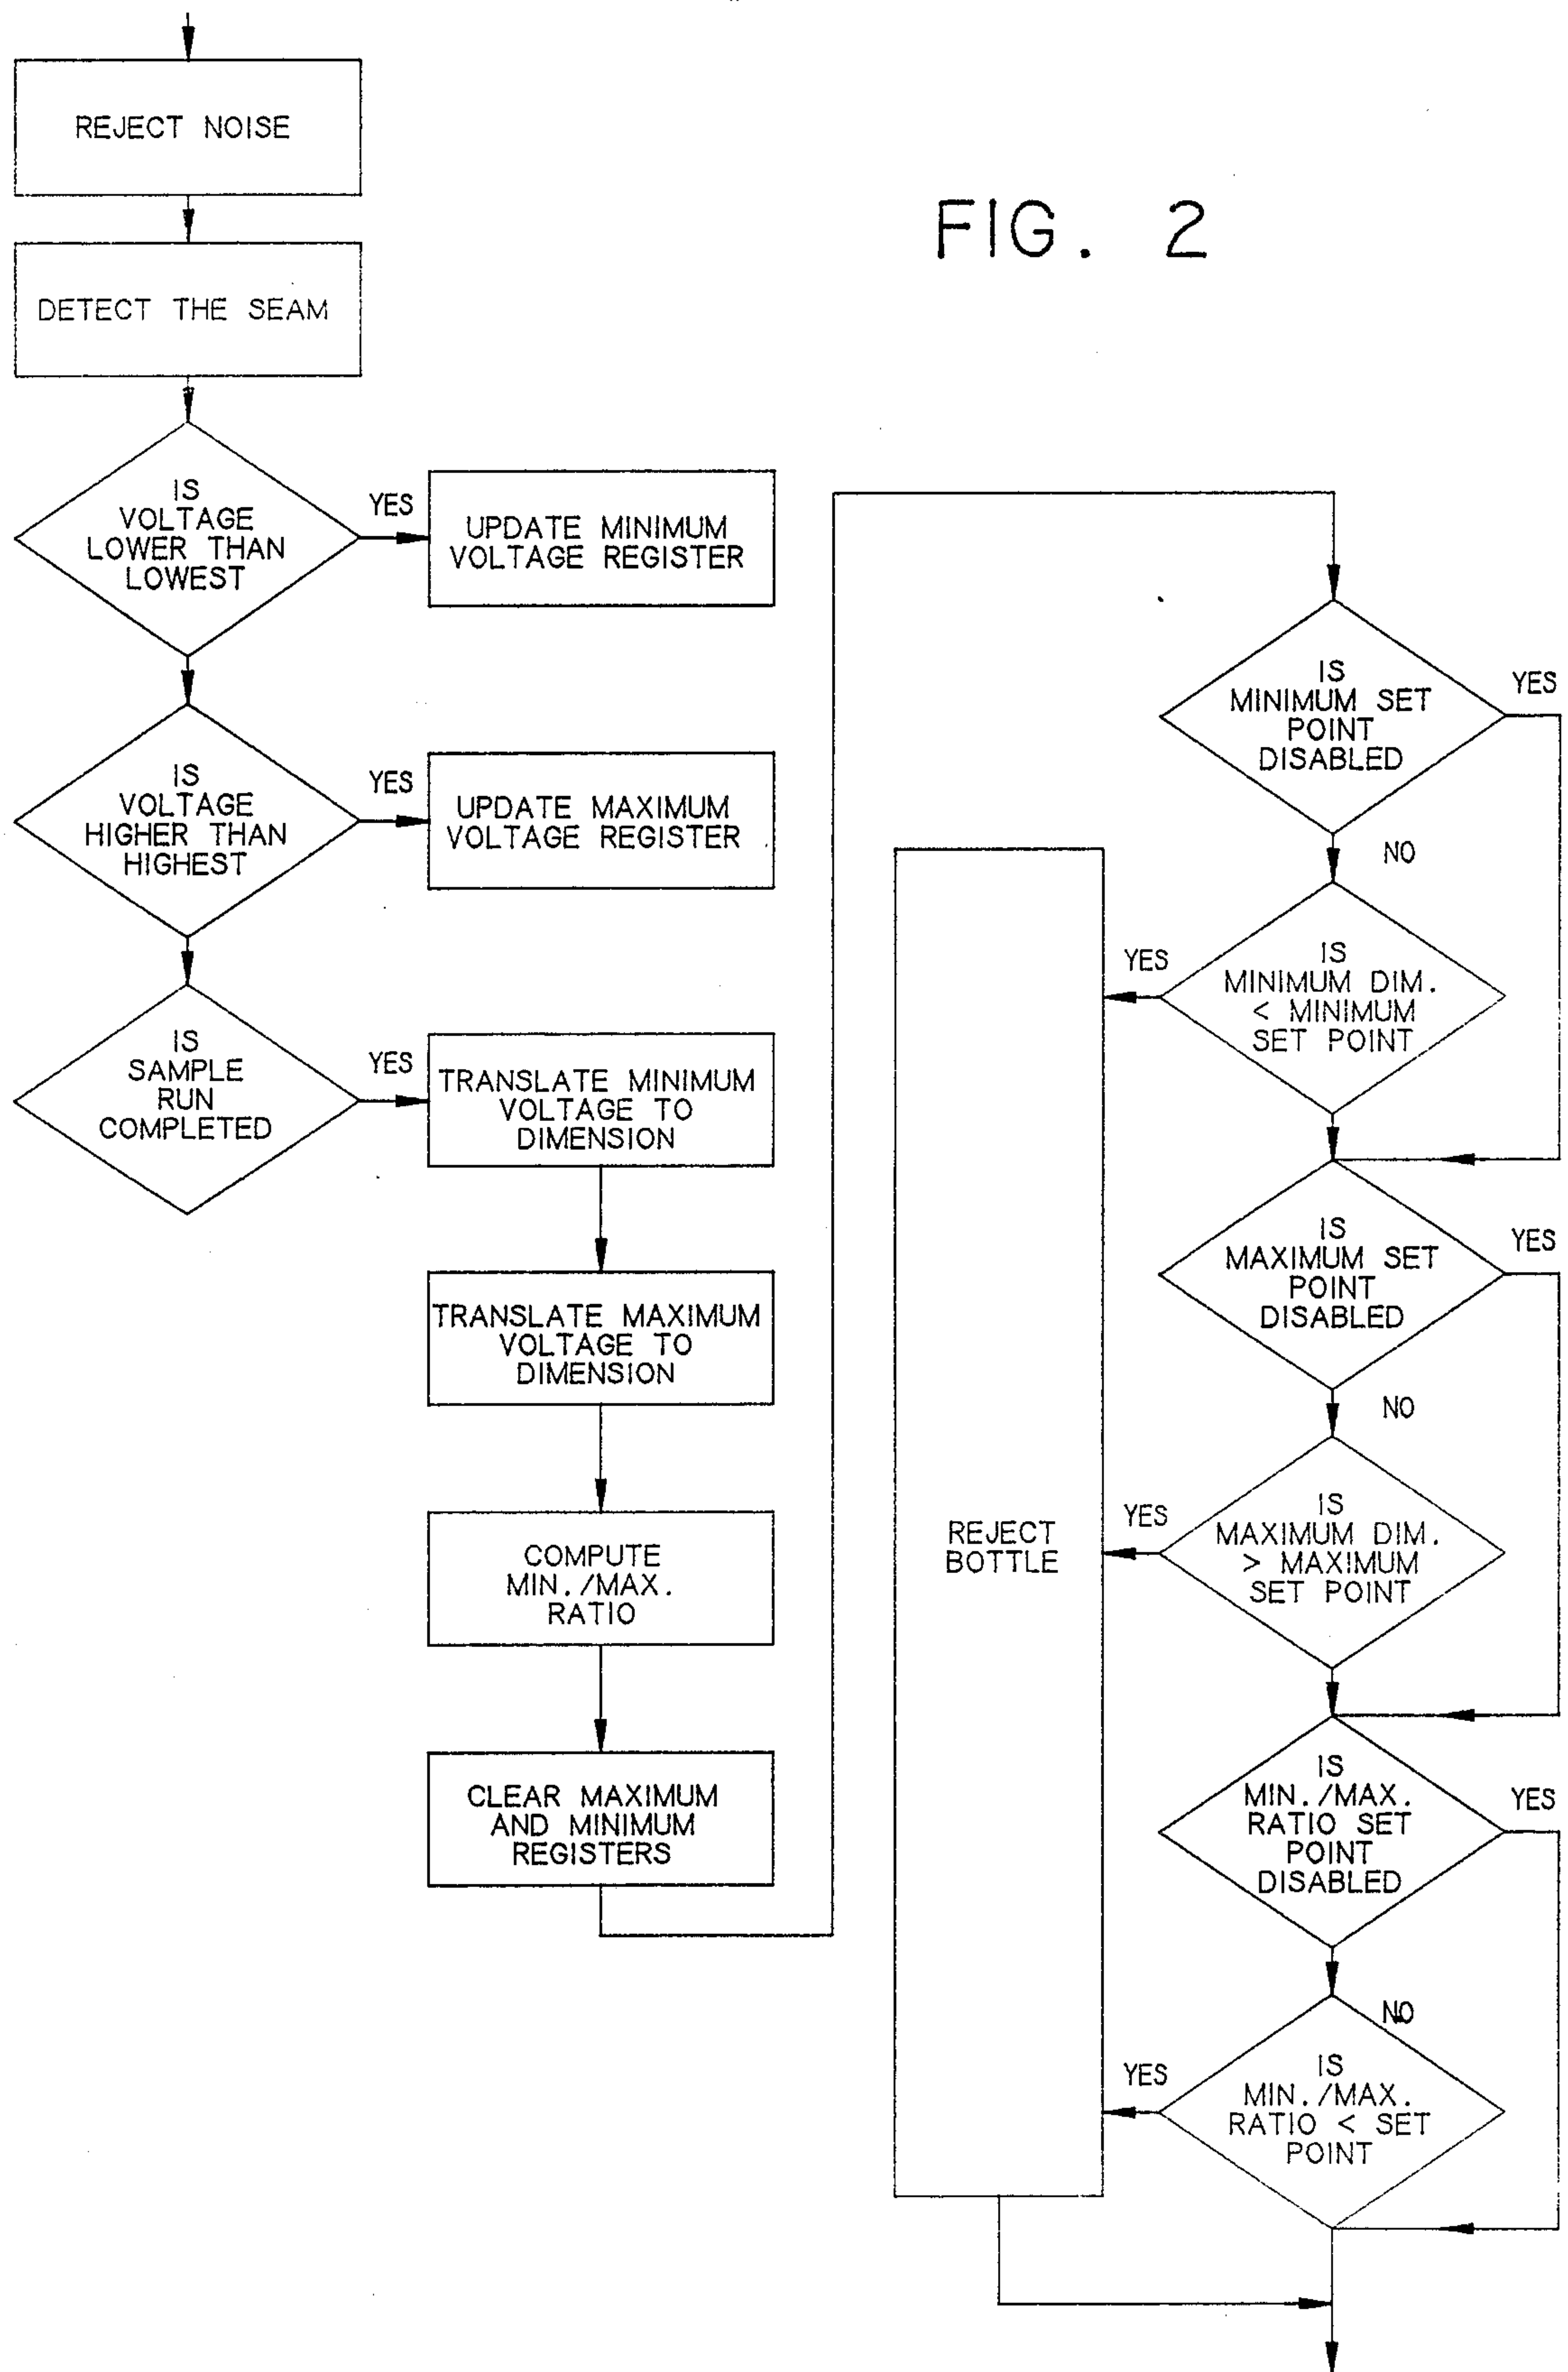 REJECT NOISE
FIG. 2
DETECT THE SEAM
IS
VOLTAGE
LOWER THAN
LOWEST
YES
UPDATE MINIMUM
VOLTAGE REGISTER
IS
VOLTAGE
HIGHER THAN
HIGHEST
YES
UPDATE MAXIMUM
VOLTAGE REGISTER
IS
SAMPLE
RUN
COMPLETED
YES
TRANSLATE MINIMUM
VOLTAGE TO
DIMENSION
TRANSLATE MAXIMUM
VOLTAGE TO
DIMENSION
COMPUTE
MIN./MAX.
RATIO
CLEAR MAXIMUM
AND MINIMUM
REGISTERS
IS
MINIMUM SET
POINT
DISABLED
YES
NO
IS
MINIMUM DIM.
< MINIMUM
SET POINT
YES
IS
MAXIMUM SET
POINT
DISABLED
YES
NO
IS
MAXIMUM DIM.
> MAXIMUM
SET POINT
YES
REJECT
BOTTLE
IS
MIN./MAX.
RATIO SET
POINT
DISABLED
YES
NO
IS
MIN./MAX.
RATIO < SET
POINT
YES